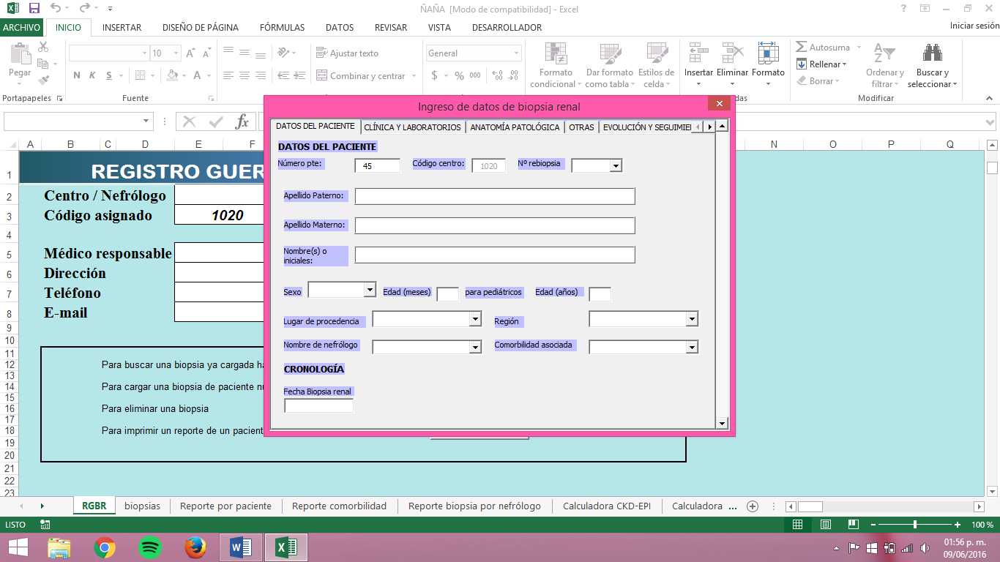 ÑAÑA [Modo de compatibilidad] - Excel
ARCHIVO INICIO INSERTAR DISEÑO DE PÁGINA FÓRMULAS DATOS REVISAR VISTA DESARROLLADOR Iniciar sesión
Pegar
Portapapeles
10
N K S
Fuente
Ajustar texto
Combinar y centrar
General
$ % 000
Formato condicional
Dar formato como tabla
Estilos de celda
Insertar Eliminar Formato
Autosuma
Rellenar
Borrar
Ordenar y filtrar
Buscar y seleccionar
Modificar
fx
A B C D E F N O P Q
1 REGISTRO GUER
2 Centro / Nefrólogo
3 Código asignado 1020
4
5 Médico responsable
6 Dirección
7 Teléfono
8 E-mail
9
10
11
12 Para buscar una biopsia ya cargada ha
13
14 Para cargar una biopsia de paciente nu
15
16 Para eliminar una biopsia
17
18 Para imprimir un reporte de un pacient
19
20
21
22
23
Ingreso de datos de biopsia renal
DATOS DEL PACIENTE CLÍNICA Y LABORATORIOS ANATOMÍA PATOLÓGICA OTRAS EVOLUCIÓN Y SEGUIMIE
DATOS DEL PACIENTE
Número pte: 45 Código centro: 1020 Nº rebiopsia
Apellido Paterno:
Apellido Materno:
Nombre(s) o
iniciales:
Sexo Edad (meses) para pediátricos Edad (años)
Lugar de procedencia Región
Nombre de nefrólogo Comorbilidad asociada
CRONOLOGÍA
Fecha Biopsia renal
RGBR biopsias Reporte por paciente Reporte comorbilidad Reporte biopsia por nefrólogo Calculadora CKD-EPI Calculadora ...
LISTO 100 %
01:56 p. m.
09/06/2016